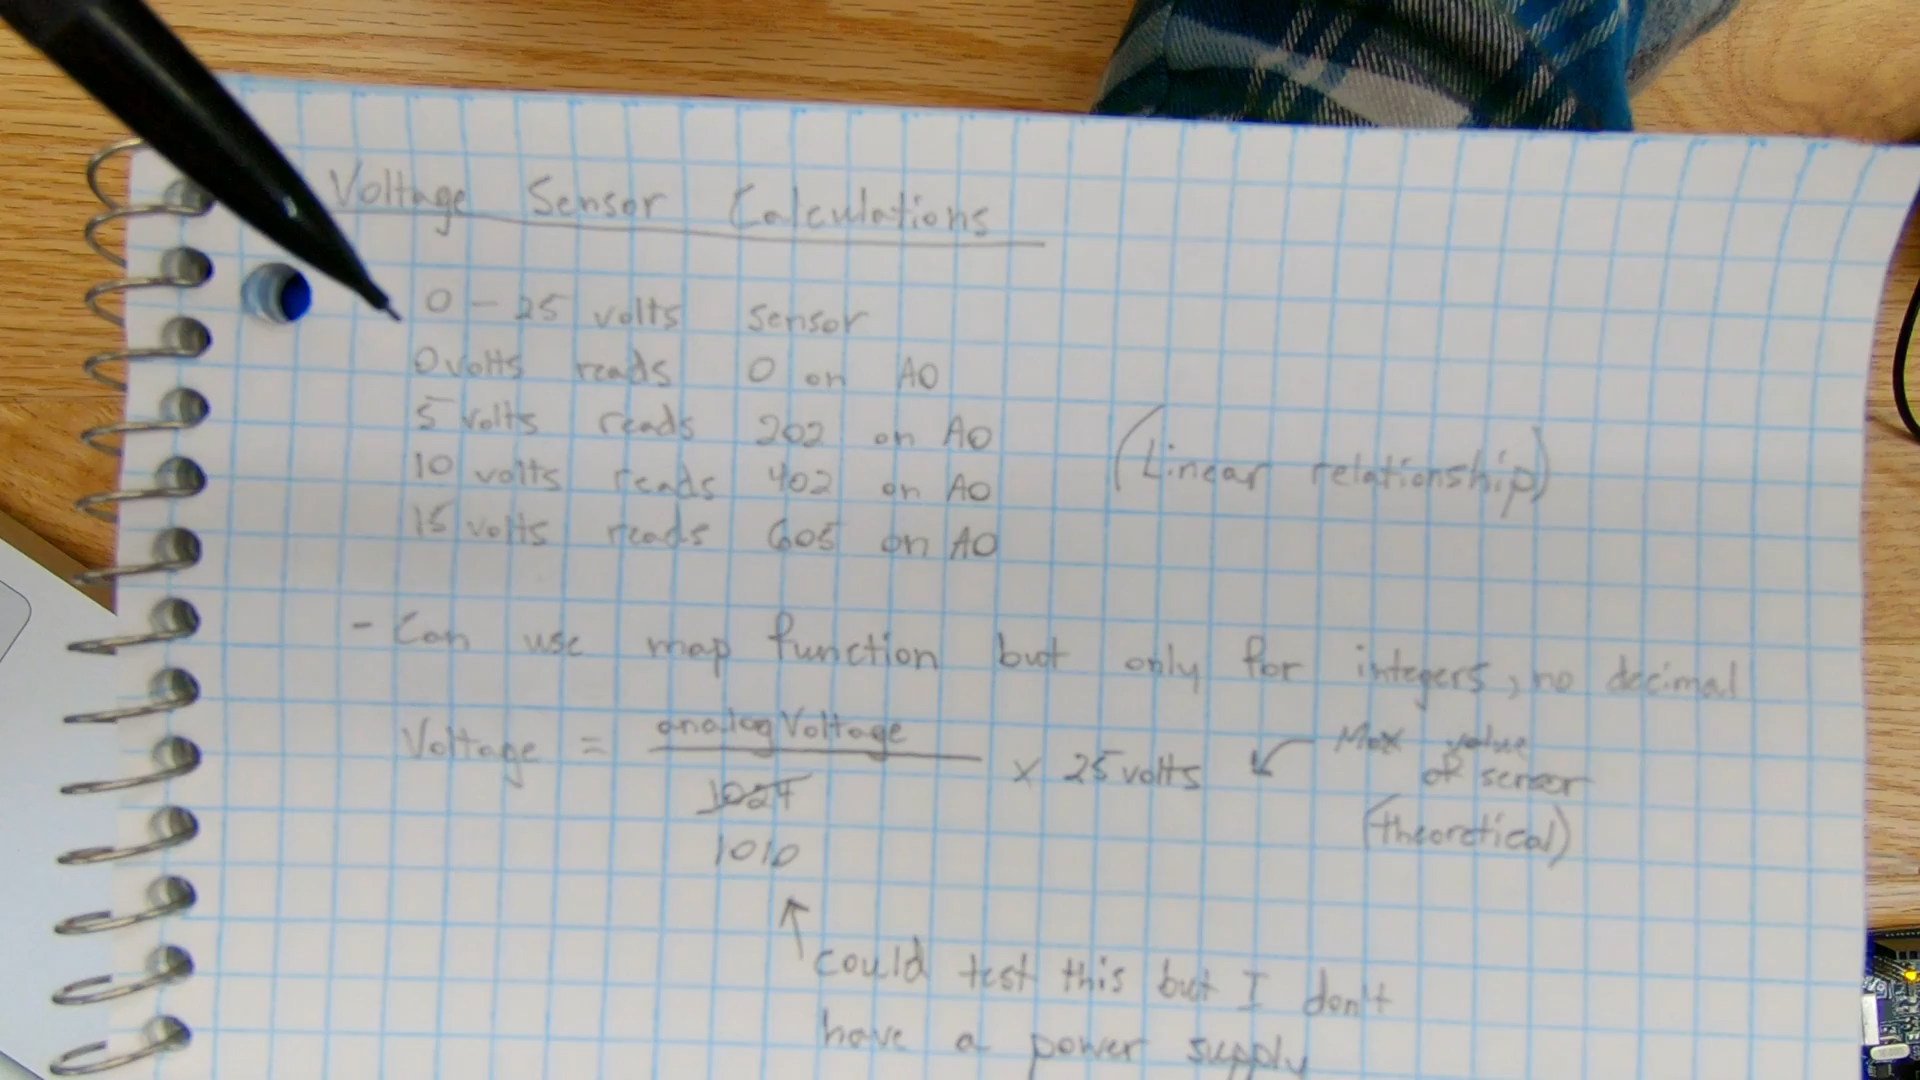 Voltage Sensor Calculations
0 - 25 volts sensor
0 volts reads 0 on A0
5 volts reads 202 on A0
10 volts reads 402 on A0
15 volts reads 605 on A0
(Linear relationship)
- Can use map function but only for integers, no decimal
Voltage = analogVoltage
1024
1010
x 25 volts
Max value
of sensor
(theoretical)
could test this but I don't
have a power supply